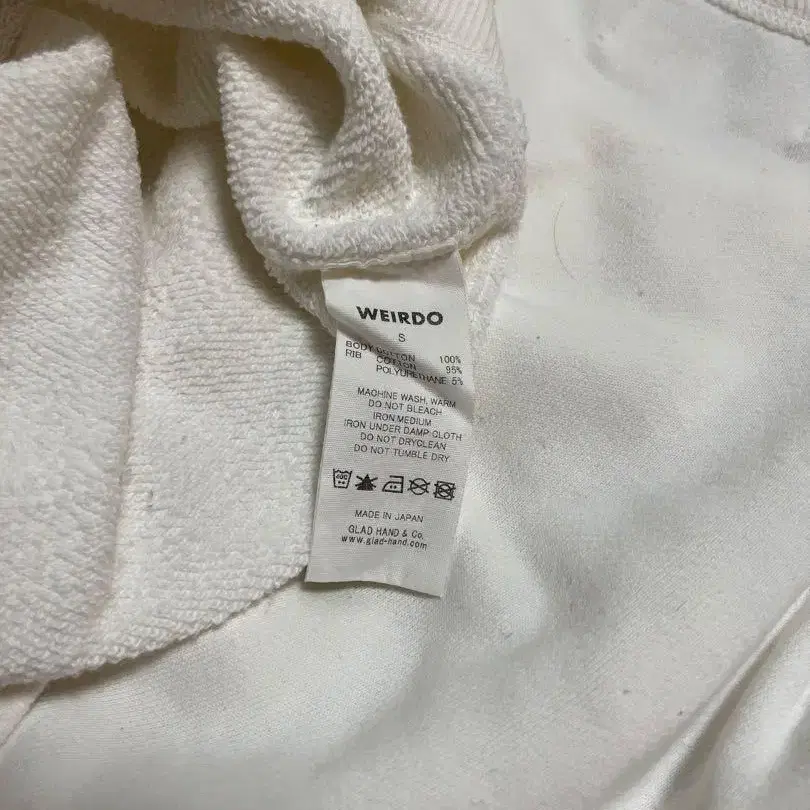 WEIRDO
S
BODY COTTON 100%
RIB COTTON 95%
POLYURETHANE 5%
MACHINE WASH, WARM
DO NOT BLEACH
IRON MEDIUM
IRON UNDER DAMP CLOTH
DO NOT DRYCLEAN
DO NOT TUMBLE DRY
MADE IN JAPAN
GLAD HAND & Co.
www.glad-hand.com